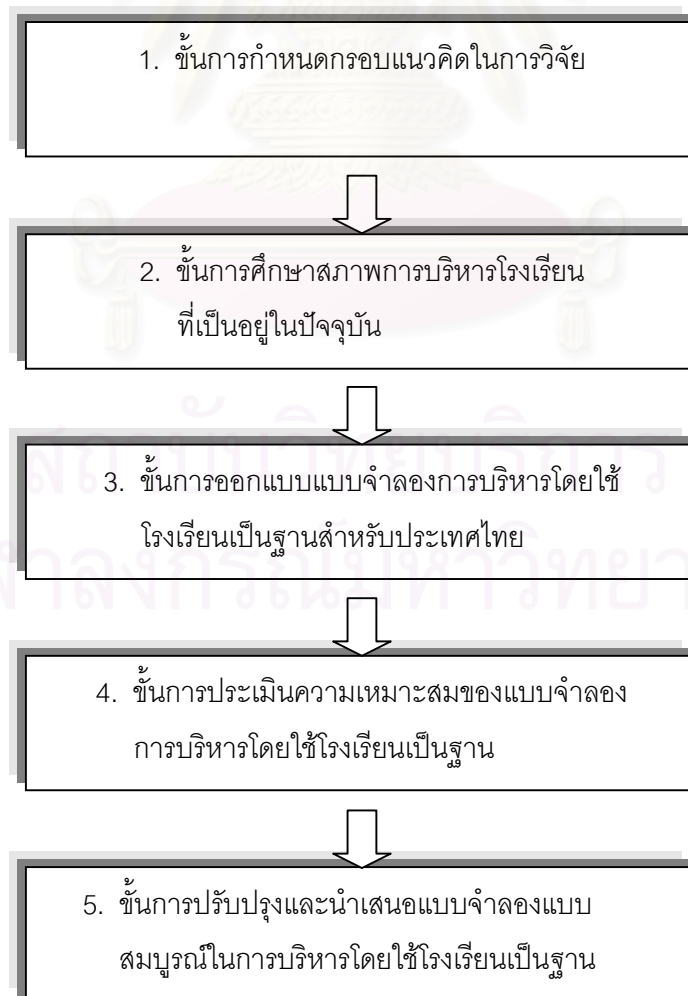 1. ขั้นการกำหนดกรอบแนวคิดในการวิจัย
2. ขั้นการศึกษาสภาพการบริหารโรงเรียน
ที่เป็นอยู่ในปัจจุบัน
สถาบันวิทยบริการ
3. ขั้นการออกแบบแบบจำลองการบริหารโดยใช้
โรงเรียนเป็นฐานสำหรับประเทศไทย
4. ขั้นการประเมินความเหมาะสมของแบบจำลอง
การบริหารโดยใช้โรงเรียนเป็นฐาน
5. ขั้นการปรับปรุงและนำเสนอแบบจำลองแบบ
สมบูรณ์ในการบริหารโดยใช้โรงเรียนเป็นฐาน